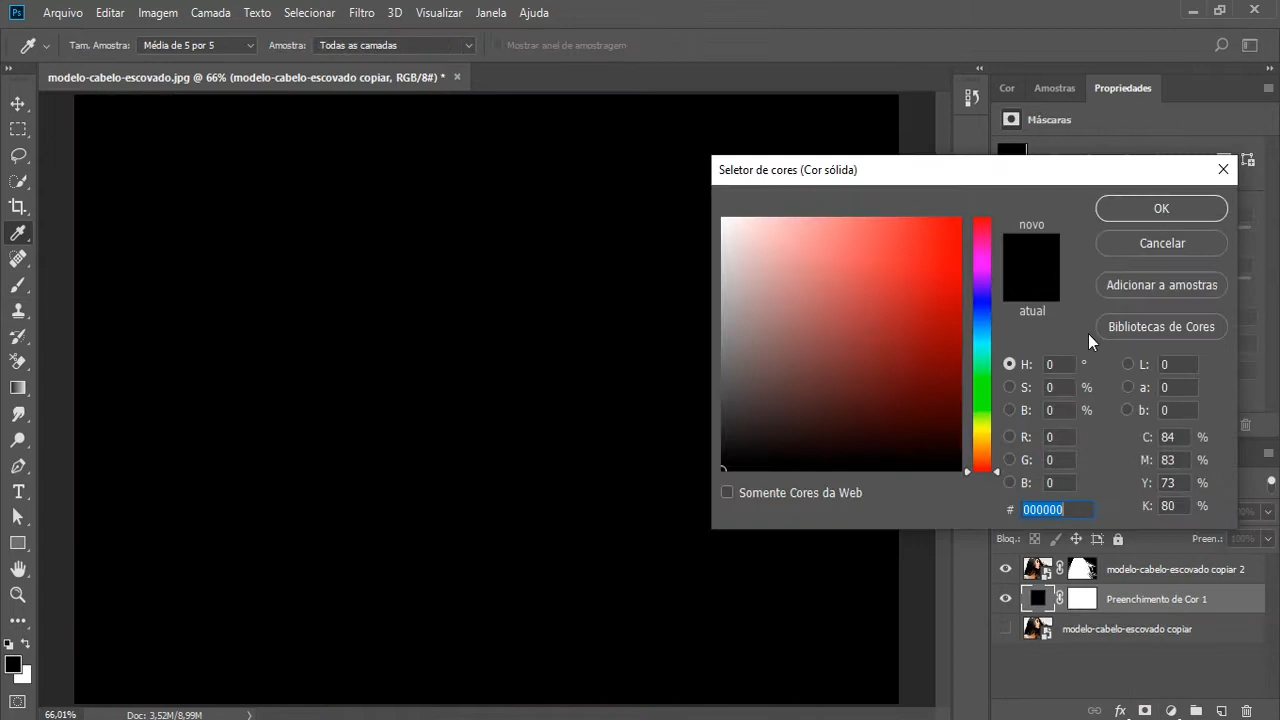 Ps Arquivo Editar Imagem Camada Texto Selecionar Filtro 3D Visualizar Janela Ajuda
Tam. Amostra: Média de 5 por 5 Amostra: Todas as camadas Mostrar anel de amostragem
modelo-cabelo-escovado.jpg @ 66% (modelo-cabelo-escovado copiar, RGB/8#) *
Cor Amostras Propriedades
Máscaras
Seletor de cores (Cor sólida)
OK
novo
Cancelar
Adicionar a amostras
atual
Bibliotecas de Cores
H: 0 ° L: 0
S: 0 % a: 0
B: 0 % b: 0
R: 0 C: 84 %
G: 0 M: 83 %
B: 0 Y: 73 %
Somente Cores da Web
# 000000 K: 80 %
Bloq.: Preen.: 100%
modelo-cabelo-escovado copiar 2
Preenchimento de Cor 1
modelo-cabelo-escovado copiar
T
fx
66,01% Doc: 3,52M/8,99M